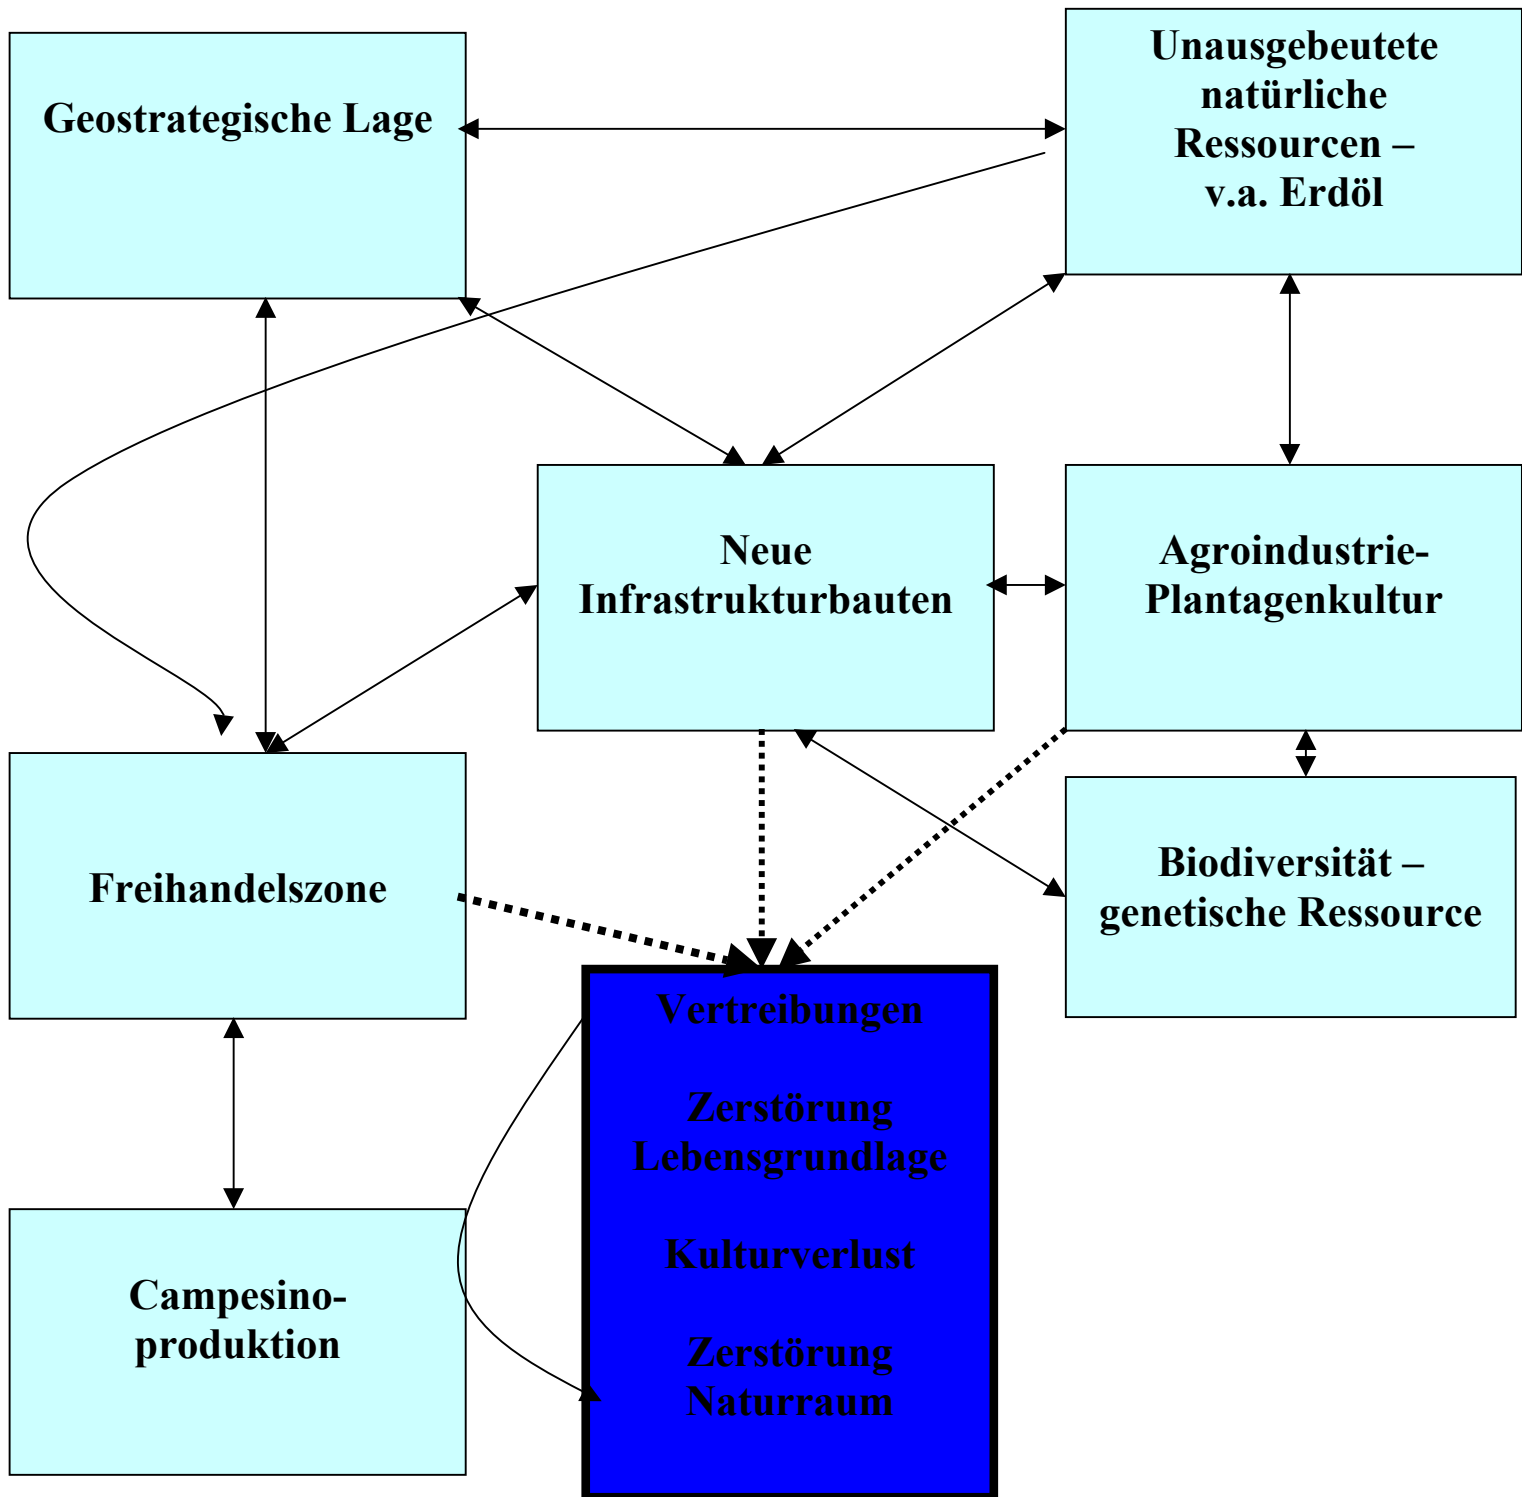 Geostrategische Lage
Unausgebeutete
natürliche
Ressourcen –
v.a. Erdöl
Neue
Infrastrukturbauten
Agroindustrie-
Plantagenkultur
Freihandelszone
Biodiversität –
genetische Ressource
Vertreibungen
Zerstörung
Lebensgrundlage
Kulturverlust
Zerstörung
Naturraum
Campesino-
produktion